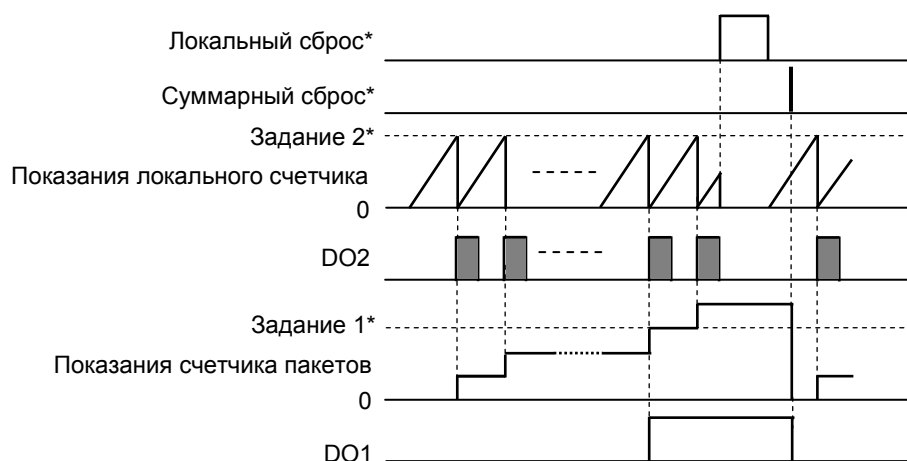 Локальный сброс*
Суммарный сброс*
Задание 2*
Показания локального счетчика
0
DO2
Задание 1*
Показания счетчика пакетов
0
DO1